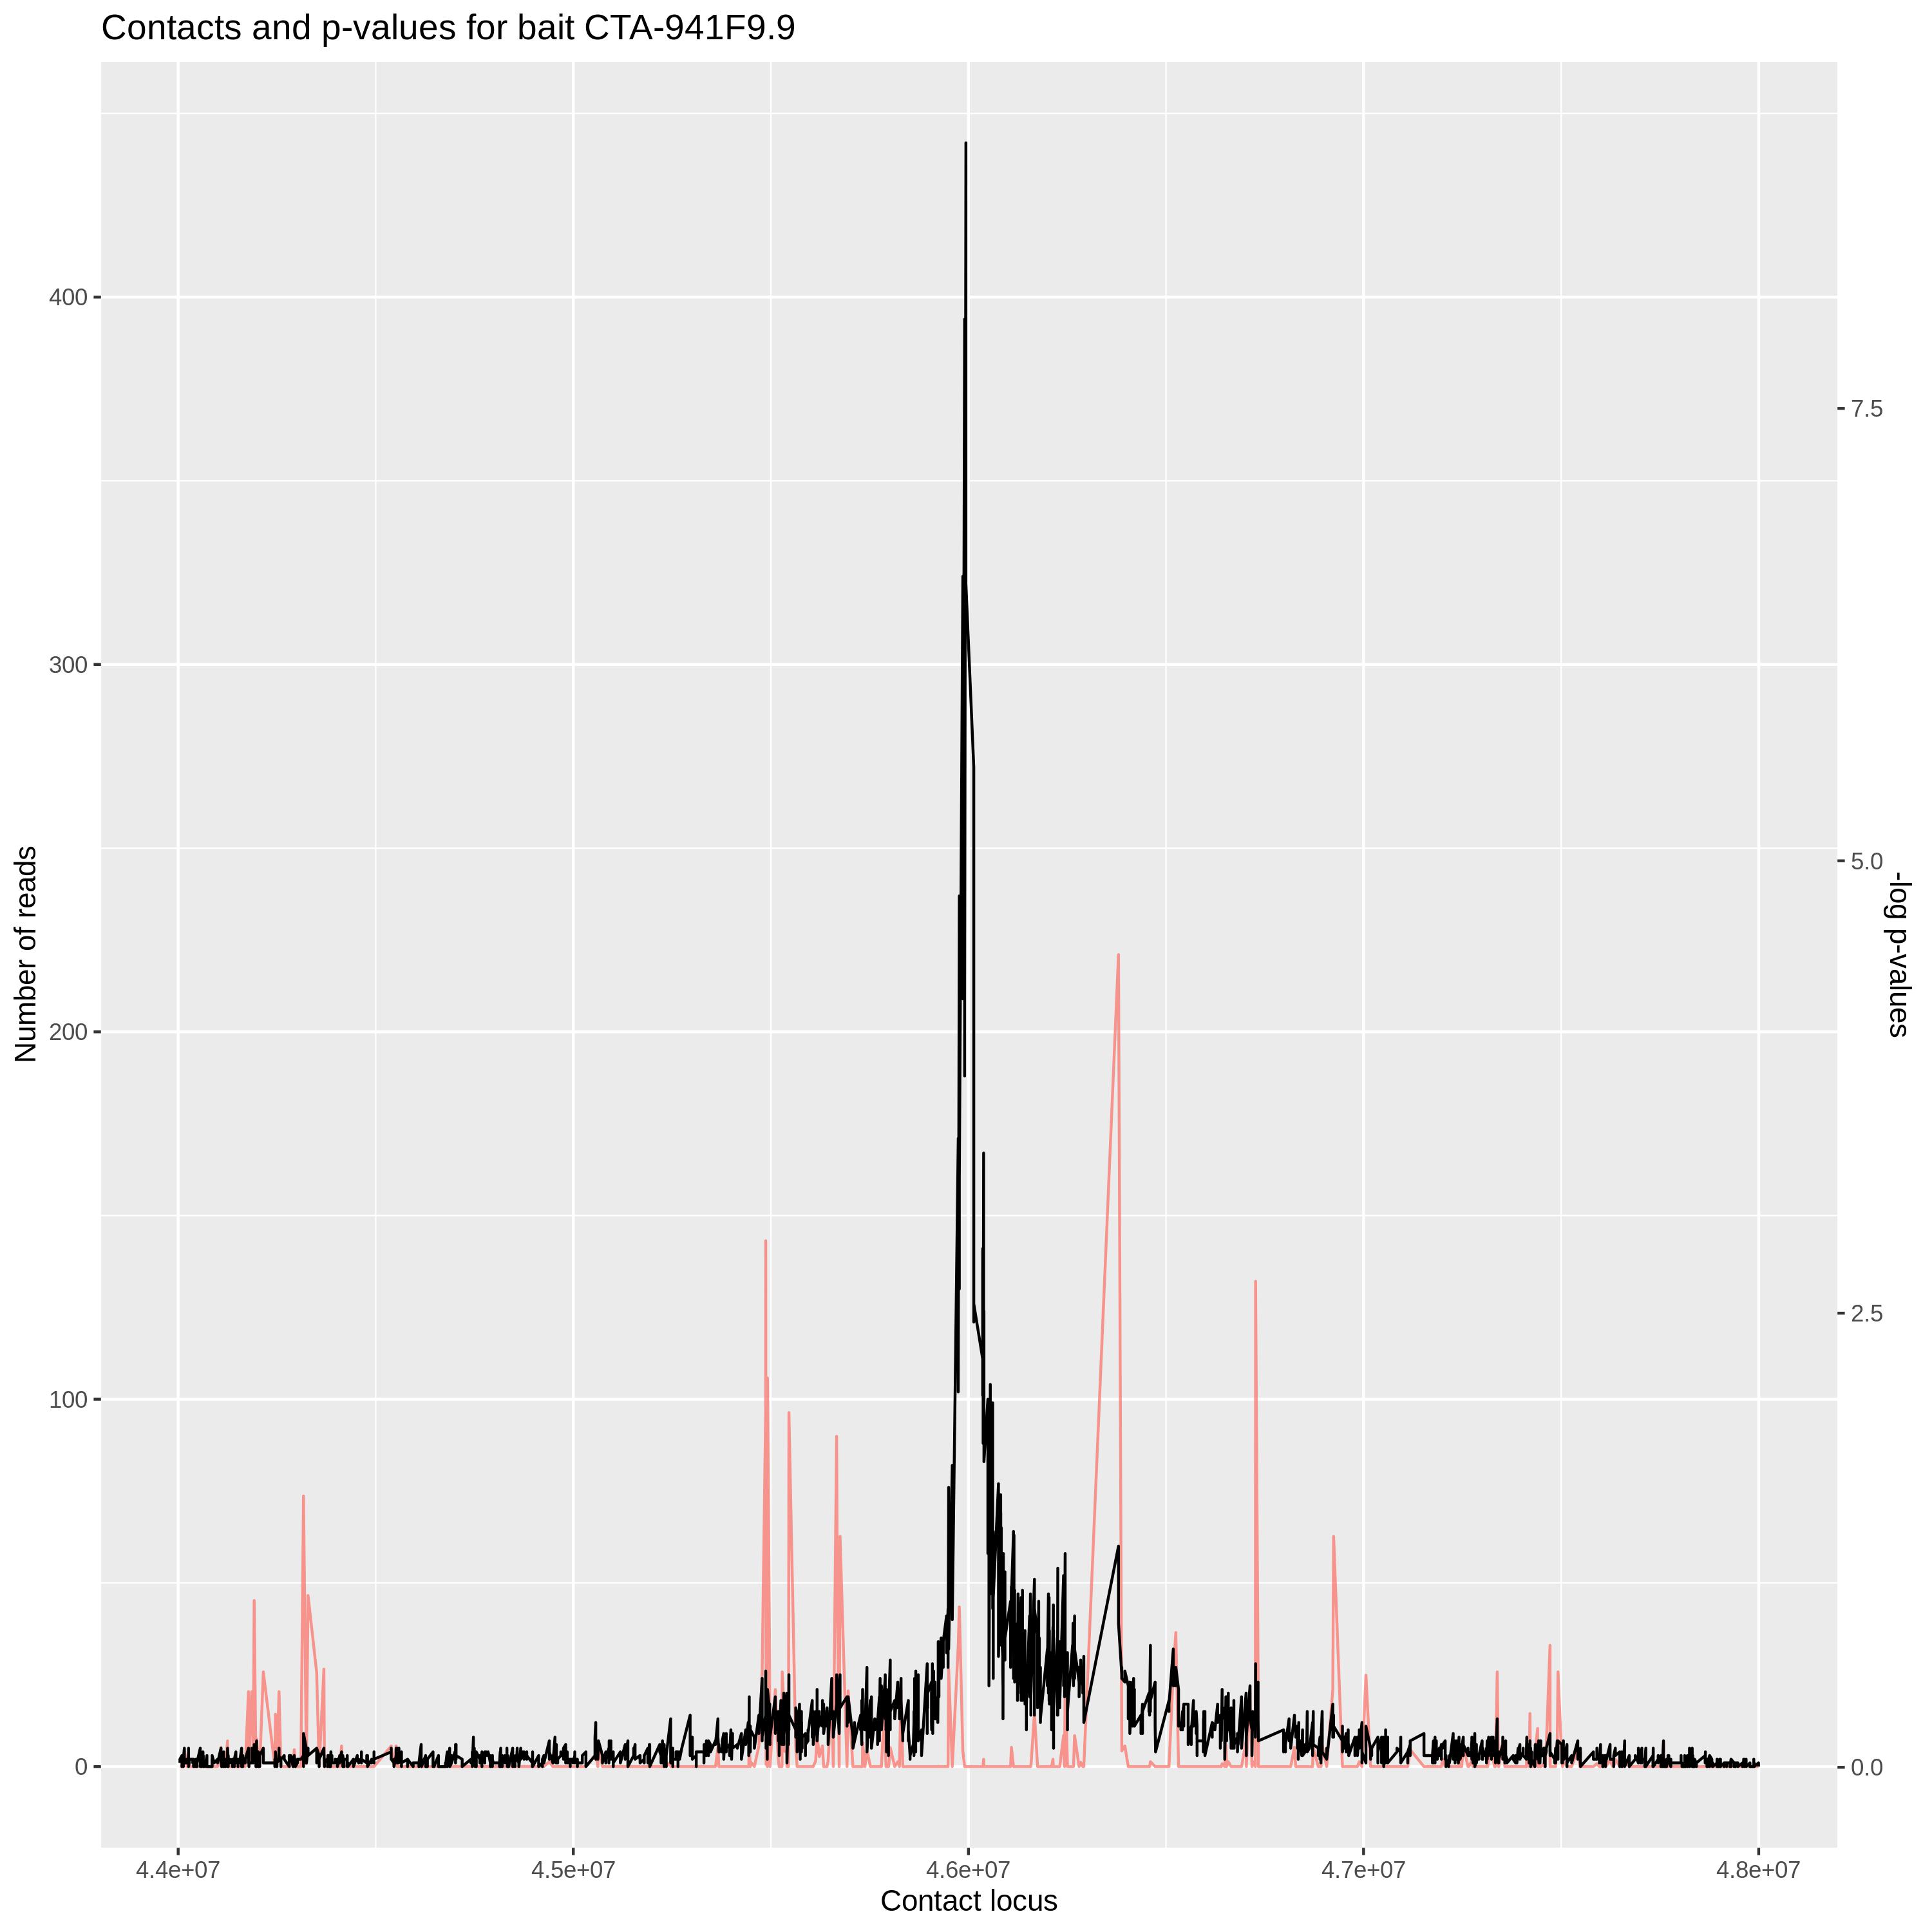 Contacts and p-values for bait CTA-941F9.9
400
300
200
100
0
Number of reads
7.5
5.0
2.5
0.0
-log p-values
4.4e+07
4.5e+07
4.6e+07
4.7e+07
4.8e+07
Contact locus